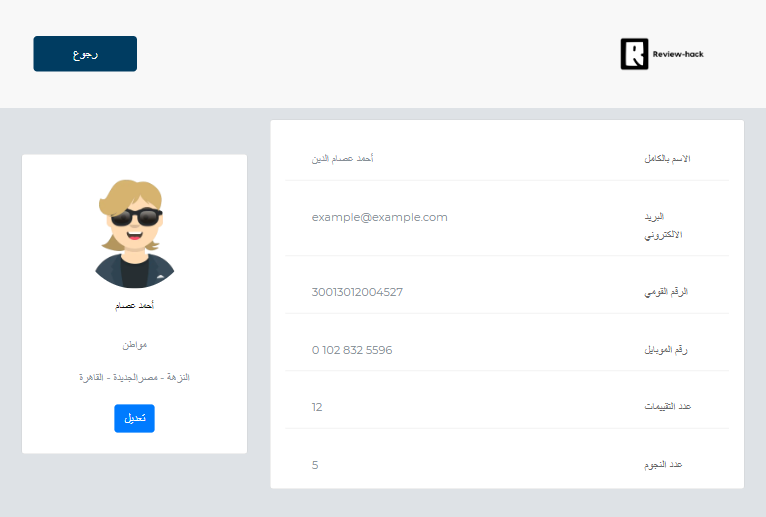 Review-hack
رجوع
الاسم بالكامل
أحمد عصام الدين
البريد
الالكتروني
example@example.com
الرقم القومي
30013012004527
رقم الموبايل
0 102 832 5596
عدد التقييمات
12
عدد النجوم
5
أحمد عصام
مواطن
النزهة - مصرالجديدة - القاهرة
تعديل